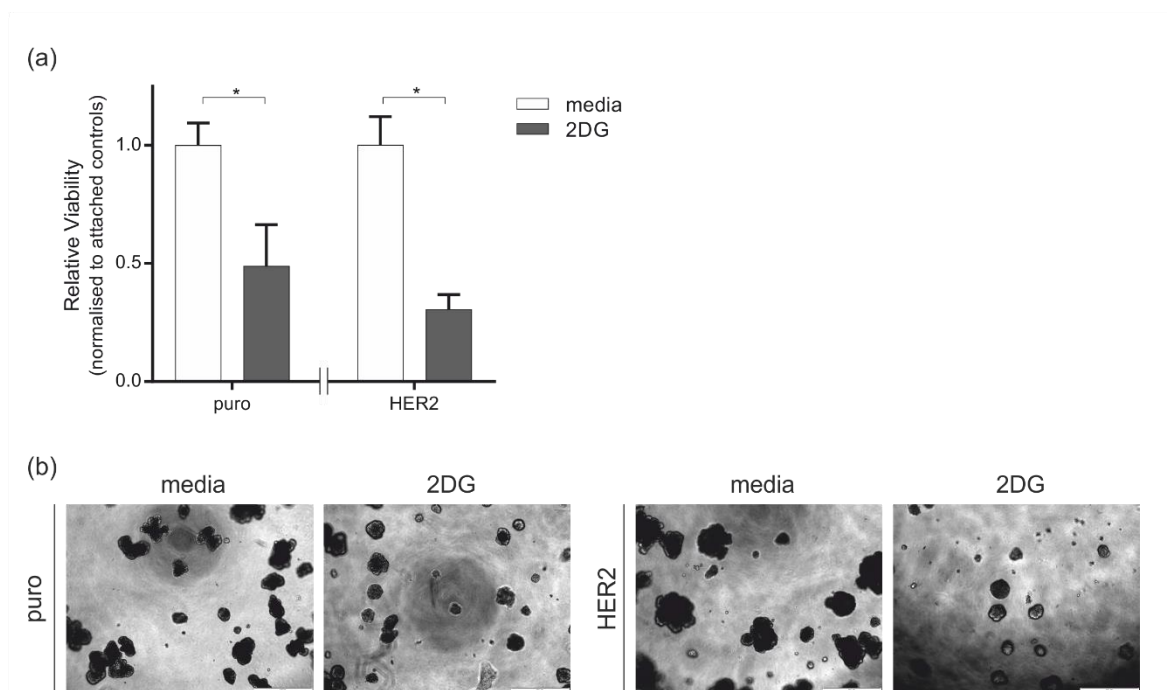 (a)
Relative Viability
(normalised to attached controls)
1.0
0.5
0.0
*
*
media
2DG
puro
HER2
(b)
media
2DG
media
2DG
puro
HER2